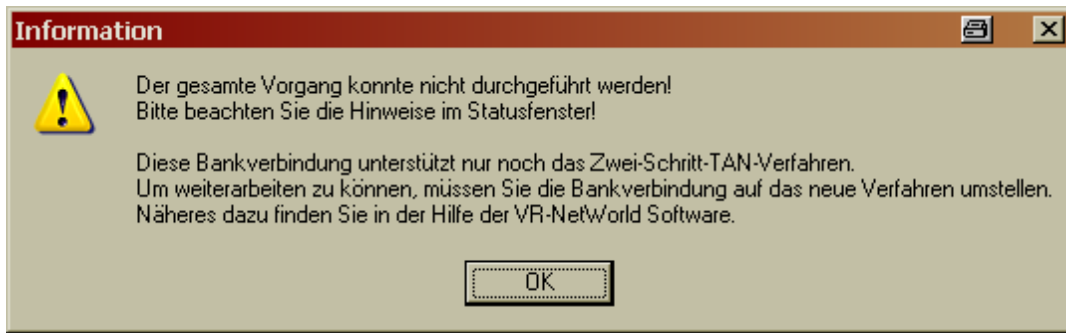 Information
Der gesamte Vorgang konnte nicht durchgeführt werden!
Bitte beachten Sie die Hinweise im Statusfenster!
Diese Bankverbindung unterstützt nur noch das Zwei-Schritt-TAN-Verfahren.
Um weiterarbeiten zu können, müssen Sie die Bankverbindung auf das neue Verfahren umstellen.
Näheres dazu finden Sie in der Hilfe der VR-NetWorld Software.
OK